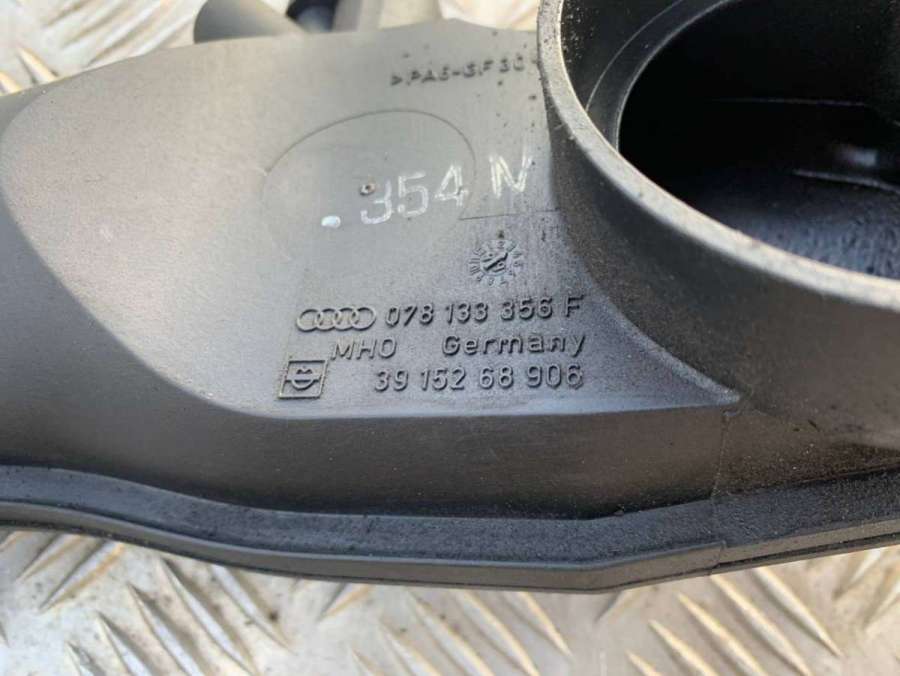 >PA6-GF30
.354 N
078 133 356 F
MHO Germany
39 152 68 906